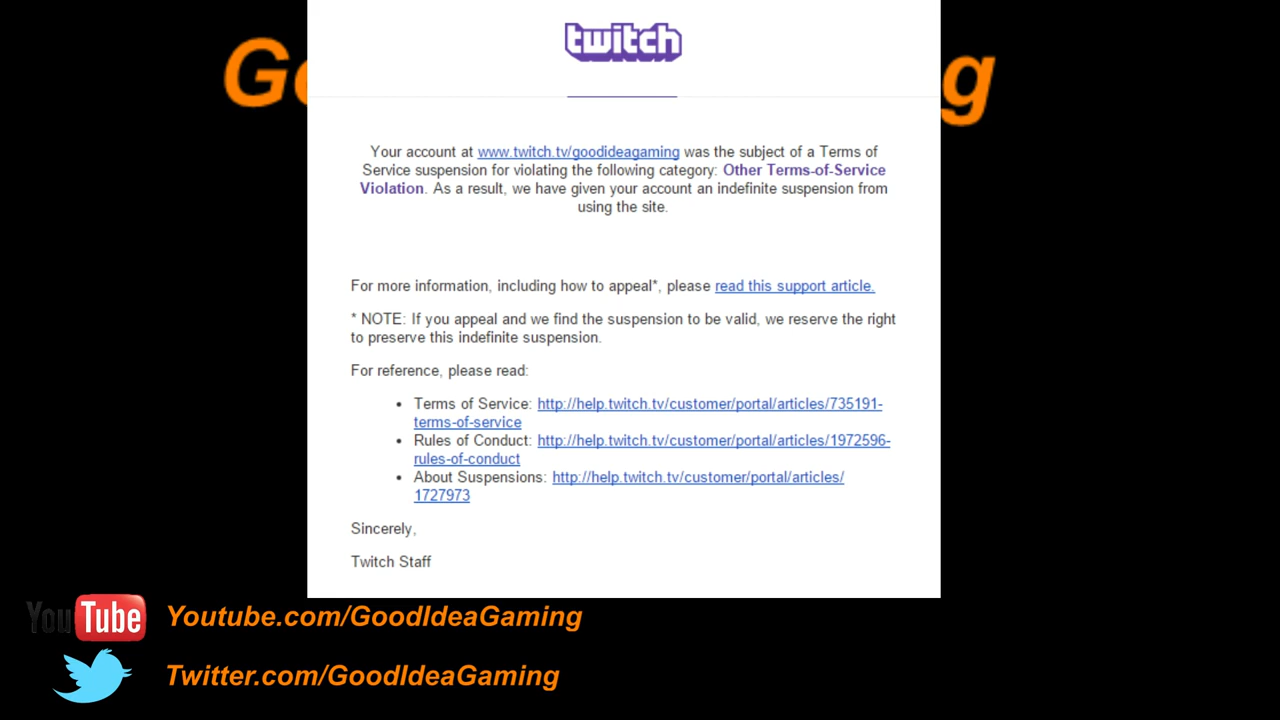 twitch
Go
g
Your account at www.twitch.tv/goodideagaming was the subject of a Terms of
Service suspension for violating the following category: Other Terms-of-Service
Violation. As a result, we have given your account an indefinite suspension from
using the site.
For more information, including how to appeal*, please read this support article.
* NOTE: If you appeal and we find the suspension to be valid, we reserve the right
to preserve this indefinite suspension.
For reference, please read:
• Terms of Service: http://help.twitch.tv/customer/portal/articles/735191-
terms-of-service
• Rules of Conduct: http://help.twitch.tv/customer/portal/articles/1972596-
rules-of-conduct
• About Suspensions: http://help.twitch.tv/customer/portal/articles/
1727973
Sincerely,
Twitch Staff
YouTube Youtube.com/GoodIdeaGaming
Twitter.com/GoodIdeaGaming